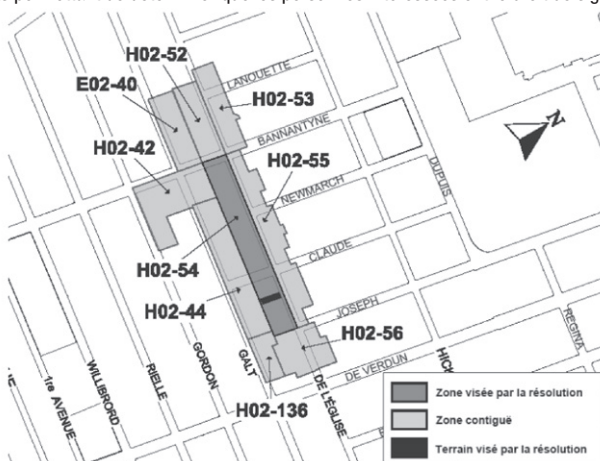 H02-52
LANOUETTE
E02-40
H02-53
BANNANTYNE
H02-42
H02-55
N
DUPUIS
NEWMARCH
CLAUDE
H02-54
H02-44
JOSEPH
H02-56
REGINA
DE VERDUN
1re AVENUE
WILLIBRORD
RIELLE
GORDON
GALT
DE L'ÉGLISE
H02-136
Zone visée par la résolution
Zone contiguë
Terrain visé par la résolution